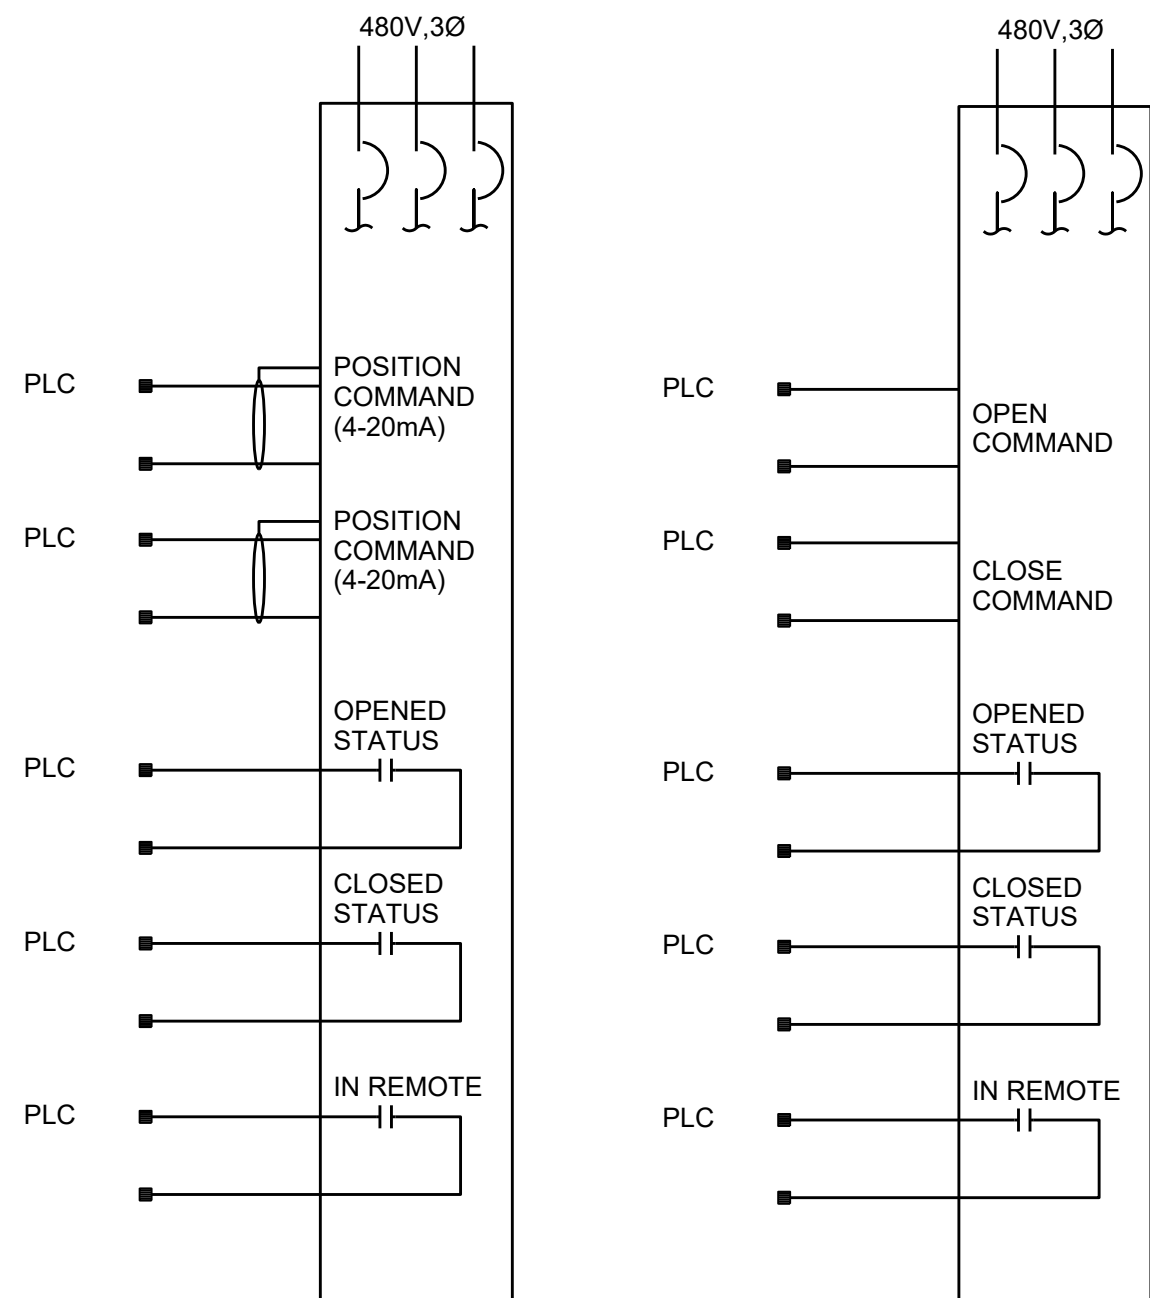 480V,3Ø
PLC
POSITION
COMMAND
(4-20mA)
PLC
POSITION
COMMAND
(4-20mA)
OPENED
STATUS
PLC
CLOSED
STATUS
PLC
IN REMOTE
PLC
480V,3Ø
PLC
OPEN
COMMAND
PLC
CLOSE
COMMAND
OPENED
STATUS
PLC
CLOSED
STATUS
PLC
IN REMOTE
PLC